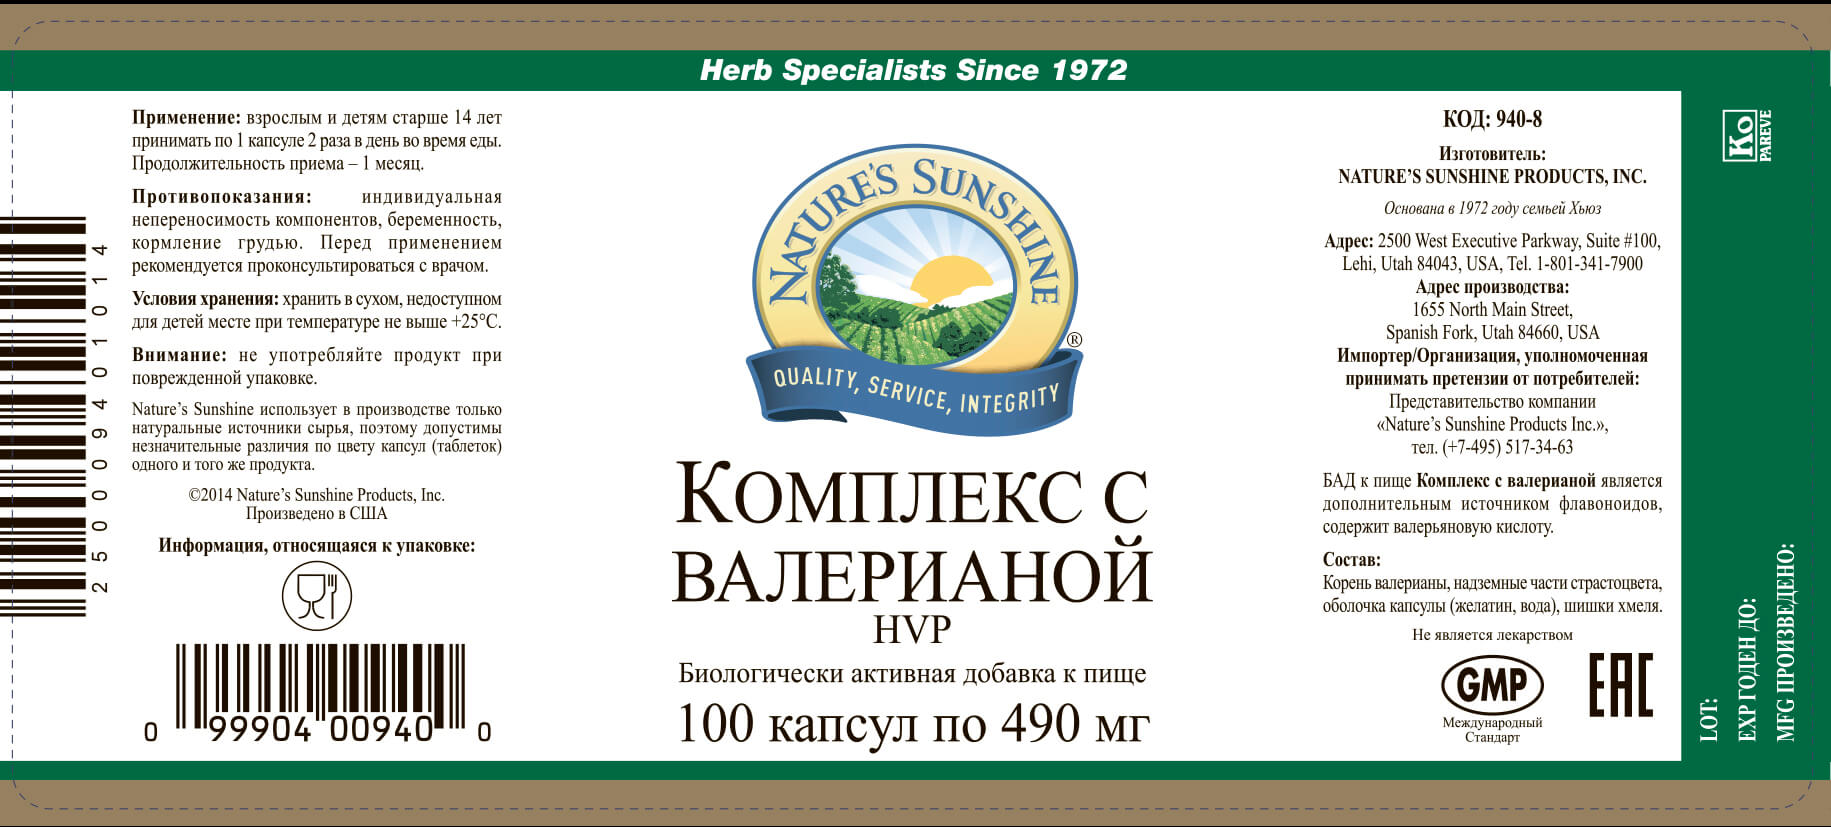 Herb Specialists Since 1972
Применение: взрослым и детям старше 14 лет
принимать по 1 капсуле 2 раза в день во время еды.
Продолжительность приема – 1 месяц.
Противопоказания: индивидуальная
непереносимость компонентов, беременность,
кормление грудью. Перед применением
рекомендуется проконсультироваться с врачом.
Условия хранения: хранить в сухом, недоступном
для детей месте при температуре не выше +25°C.
Внимание: не употребляйте продукт при
поврежденной упаковке.
Nature's Sunshine использует в производстве только
натуральные источники сырья, поэтому допустимы
незначительные различия по цвету капсул (таблеток)
одного и того же продукта.
©2014 Nature's Sunshine Products, Inc.
Произведено в США
Информация, относящаяся к упаковке:
0 99904 00940 0
250009401014
NATURE'S SUNSHINE
®
QUALITY, SERVICE, INTEGRITY
КОМПЛЕКС С
ВАЛЕРИАНОЙ
HVP
Биологически активная добавка к пище
100 капсул по 490 мг
КОД: 940-8
Изготовитель:
NATURE'S SUNSHINE PRODUCTS, INC.
Основана в 1972 году семьей Хьюз
Адрес: 2500 West Executive Parkway, Suite #100,
Lehi, Utah 84043, USA, Tel. 1-801-341-7900
Адрес производства:
1655 North Main Street,
Spanish Fork, Utah 84660, USA
Импортер/Организация, уполномоченная
принимать претензии от потребителей:
Представительство компании
«Nature's Sunshine Products Inc.»,
тел. (+7-495) 517-34-63
БАД к пище Комплекс с валерианой является
дополнительным источником флавоноидов,
содержит валерьяновую кислоту.
Состав:
Корень валерианы, надземные части страстоцвета,
оболочка капсулы (желатин, вода), шишки хмеля.
Не является лекарством
GMP
Международный
Стандарт
EAC
Ko
PAREVE
LOT:
EXP ГОДЕН ДО:
MFG ПРОИЗВЕДЕНО: